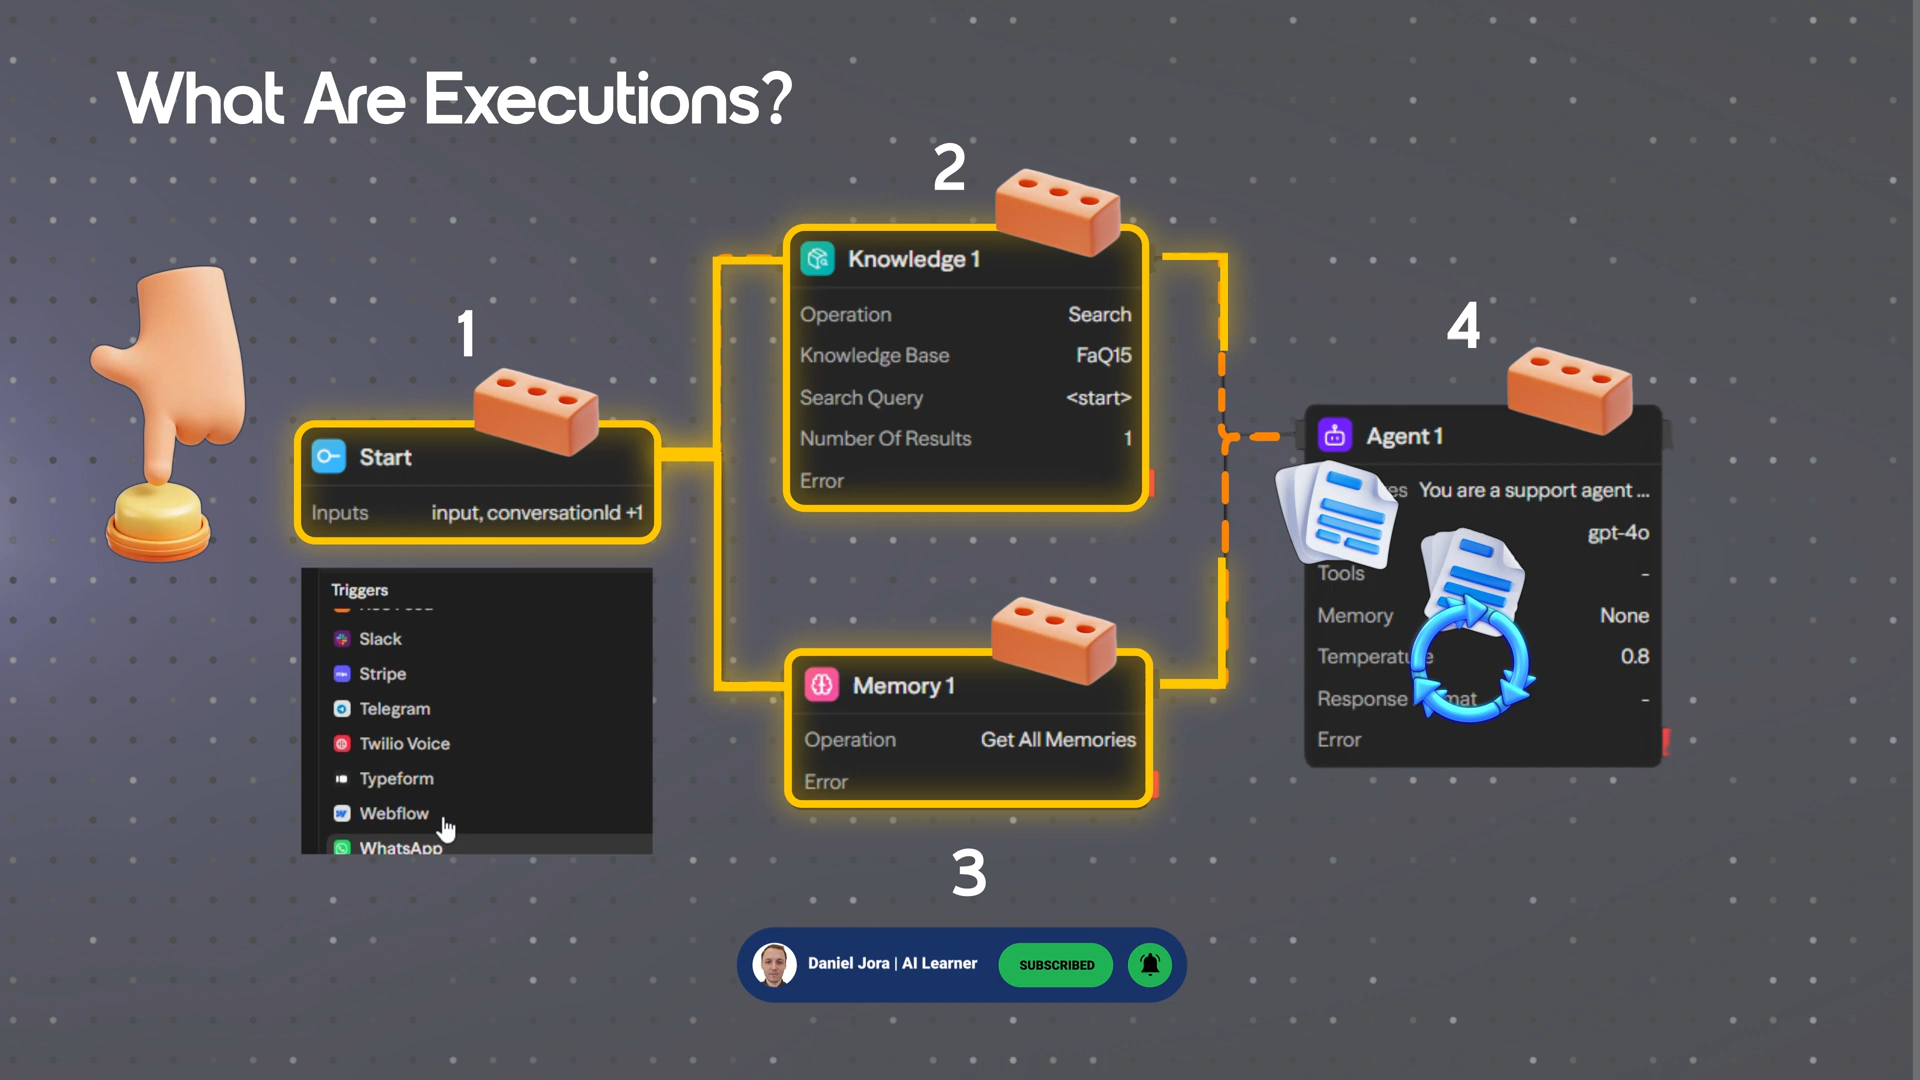 What Are Executions?
1
Start
Inputs input, conversationId +1
Triggers
Slack
Stripe
Telegram
Twilio Voice
Typeform
Webflow
WhatsApp
2
Knowledge 1
Operation Search
Knowledge Base FaQ15
Search Query <start>
Number Of Results 1
Error
Memory 1
Operation Get All Memories
Error
3
4
Agent 1
You are a support agent ...
gpt-4o
Tools -
Memory None
Temperature 0.8
Response -
Error
Daniel Jora | AI Learner SUBSCRIBED